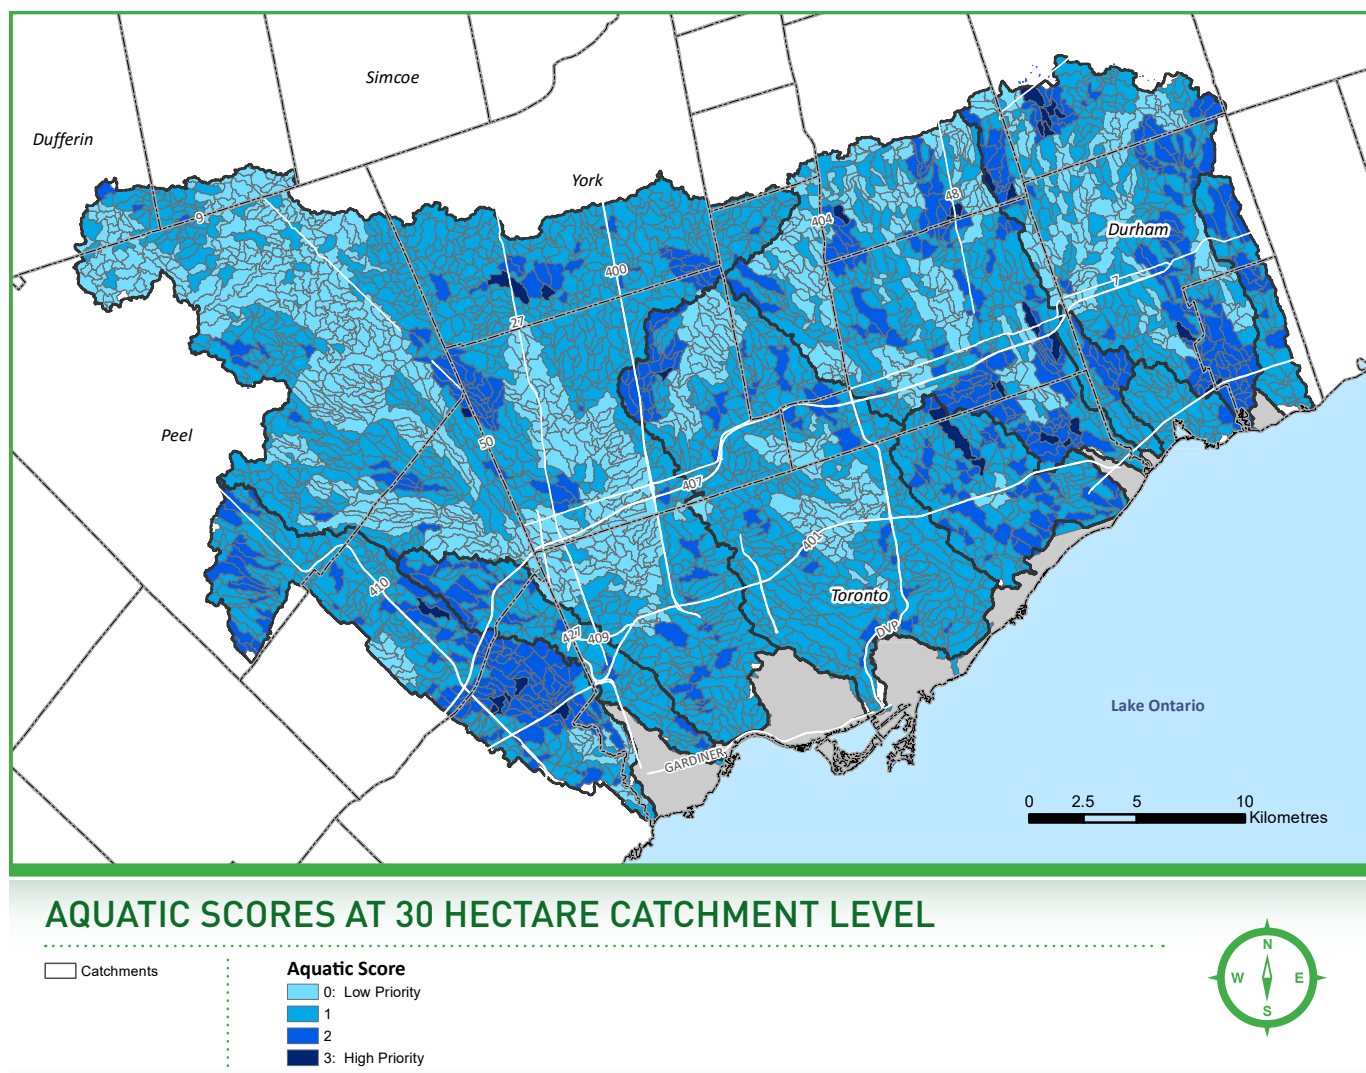 Simcoe
Dufferin
York
9
48
404
Durham
400
7
27
Peel
50
407
401
410
Toronto
427
409
DVP
Lake Ontario
GARDINER
0 2.5 5 10
Kilometres
AQUATIC SCORES AT 30 HECTARE CATCHMENT LEVEL
Catchments
Aquatic Score
0: Low Priority
1
2
3: High Priority
N
W E
S